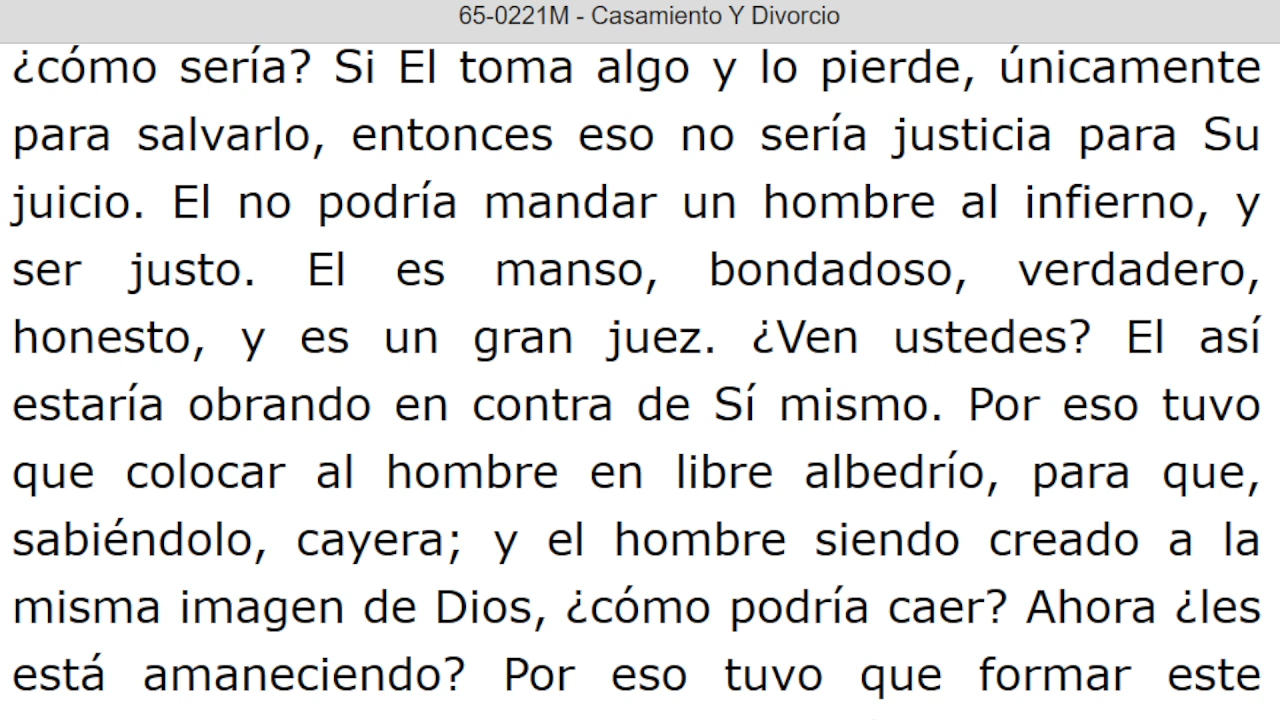 65-0221M - Casamiento Y Divorcio
¿cómo sería? Si El toma algo y lo pierde, únicamente
para salvarlo, entonces eso no sería justicia para Su
juicio. El no podría mandar un hombre al infierno, y
ser justo. El es manso, bondadoso, verdadero,
honesto, y es un gran juez. ¿Ven ustedes? El así
estaría obrando en contra de Sí mismo. Por eso tuvo
que colocar al hombre en libre albedrío, para que,
sabiéndolo, cayera; y el hombre siendo creado a la
misma imagen de Dios, ¿cómo podría caer? Ahora ¿les
está amaneciendo? Por eso tuvo que formar este